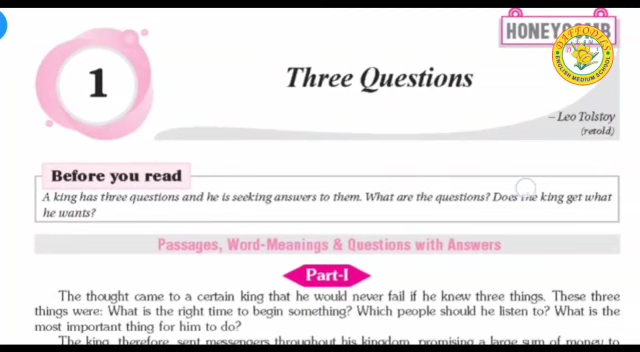 HONEYCOMB
DAFFODILS
ENGLISH MEDIUM SCHOOL
1
Three Questions
– Leo Tolstoy
(retold)
Before you read
A king has three questions and he is seeking answers to them. What are the questions? Does the king get what
he wants?
Passages, Word-Meanings & Questions with Answers
Part-I
The thought came to a certain king that he would never fail if he knew three things. These three
things were: What is the right time to begin something? Which people should he listen to? What is the
most important thing for him to do?
The king, therefore, sent messengers throughout his kingdom, promising a large sum of money to